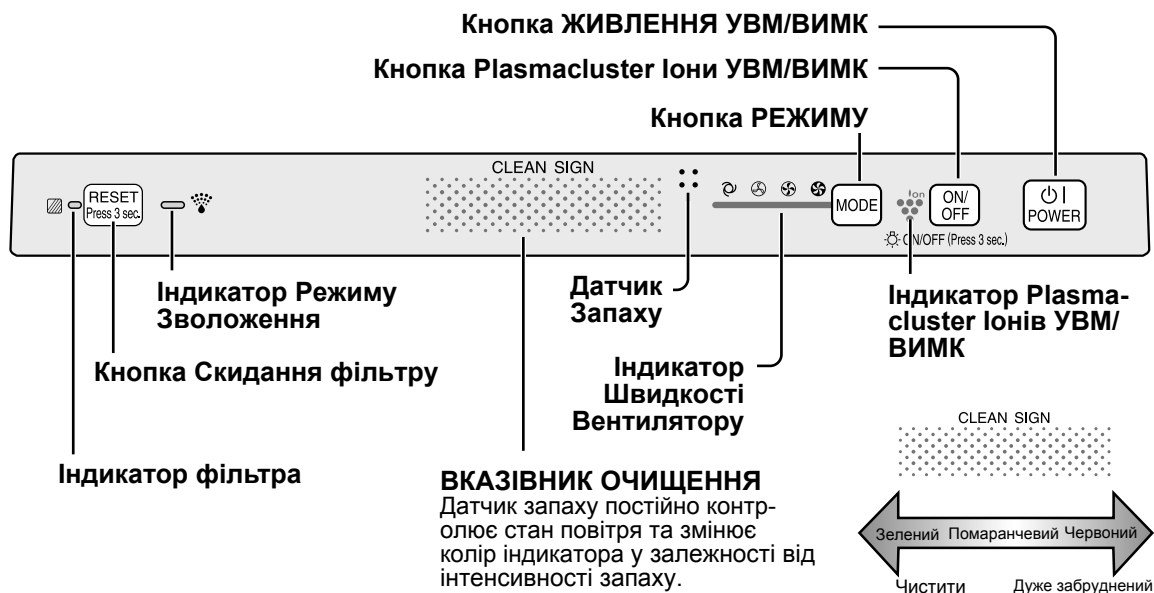 Кнопка ЖИВЛЕННЯ УВМ/ВИМК
Кнопка Plasmacluster Іони УВМ/ВИМК
Кнопка РЕЖИМУ
CLEAN SIGN
RESET
Press 3 sec.
MODE
Ion
ON/
OFF
POWER
ON/OFF (Press 3 sec.)
Індикатор Режиму
Зволоження
Датчик
Запаху
Індикатор Plasma-
cluster Іонів УВМ/
ВИМК
Кнопка Скидання фільтру
Індикатор
Швидкості
Вентилятору
Індикатор фільтра
ВКАЗІВНИК ОЧИЩЕННЯ
Датчик запаху постійно контр-
олює стан повітря та змінює
колір індикатора у залежності від
інтенсивності запаху.
CLEAN SIGN
Зелений Помаранчевий Червоний
Чистити Дуже забруднений